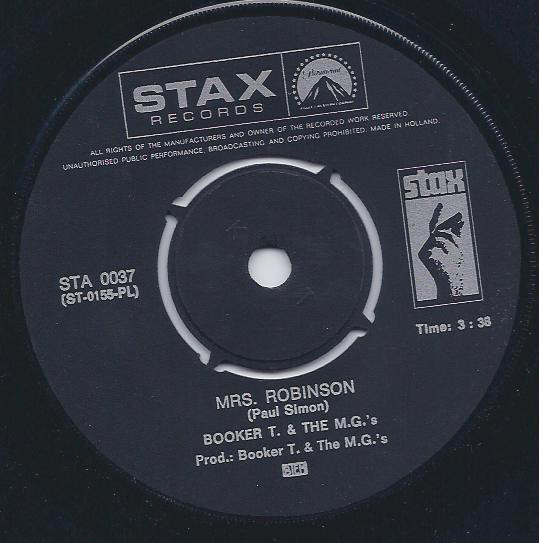 STAX
RECORDS
Paramount
ALL RIGHTS OF THE MANUFACTURERS AND OWNER OF THE RECORDED WORK RESERVED.
UNAUTHORISED PUBLIC PERFORMANCE, BROADCASTING AND COPYING PROHIBITED. MADE IN HOLLAND.
stax
STA 0037
(ST-0155-PL)
Time: 3 : 38
MRS. ROBINSON
(Paul Simon)
BOOKER T. & THE M.G.'s
Prod.: Booker T. & The M.G.'s